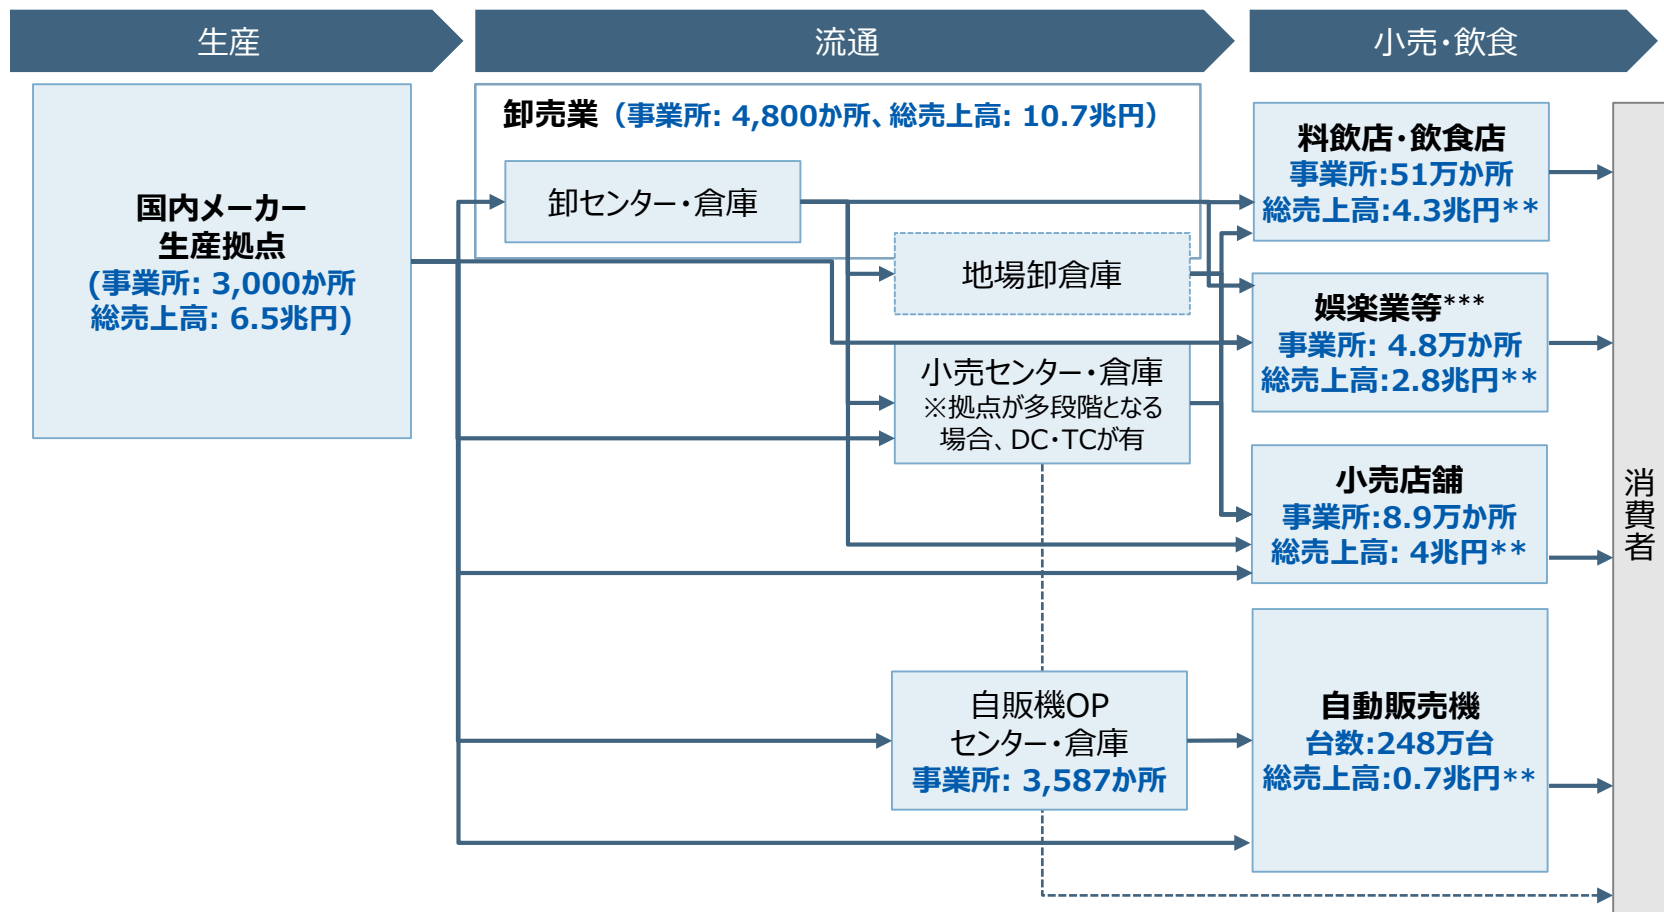 生産
流通
小売・飲食
国内メーカー
生産拠点
(事業所: 3,000か所
総売上高: 6.5兆円)
卸売業（事業所: 4,800か所、総売上高: 10.7兆円）
卸センター・倉庫
地場卸倉庫
小売センター・倉庫
※拠点が多段階となる
場合、DC・TCが有
自販機OP
センター・倉庫
事業所: 3,587か所
料飲店・飲食店
事業所:51万か所
総売上高:4.3兆円**
娯楽業等***
事業所: 4.8万か所
総売上高:2.8兆円**
小売店舗
事業所:8.9万か所
総売上高: 4兆円**
自動販売機
台数:248万台
総売上高:0.7兆円**
消費者